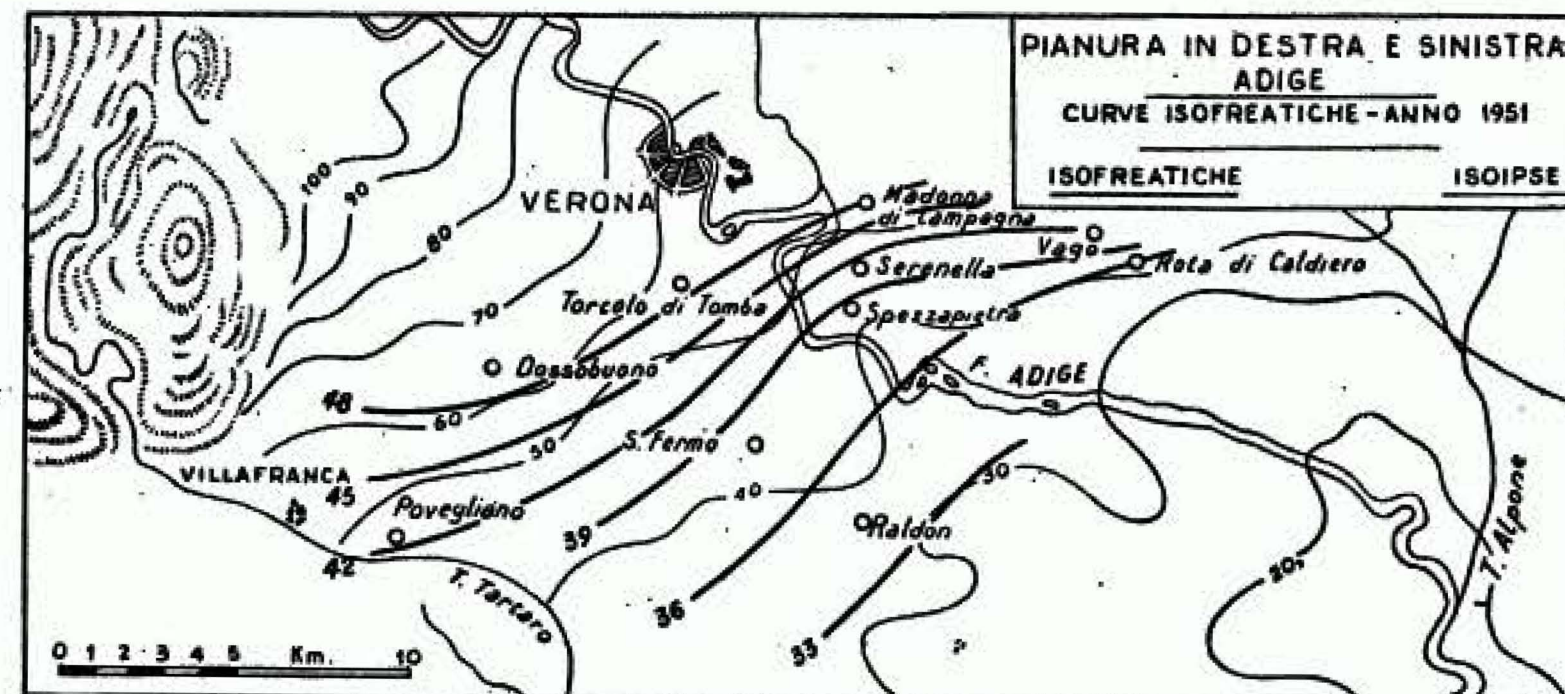 PIANURA IN DESTRA E SINISTRA
ADIGE
CURVE ISOFREATICHE - ANNO 1951
ISOFREATICHE ISOIPSE
100
90
80
VERONA
Madonna
di Campagna
Vago
Serenella
Rota di Caldiero
Torcolo di Tomba
Spezzapietra
70
Dossobuono
F. ADIGE
48
60
50
S. Fermo
VILLAFRANCA
45
40
30
Povegliano
Raldon
39
42
T. Alpone
20
F. Tartaro
36
33
0 1 2 3 4 5 Km. 10